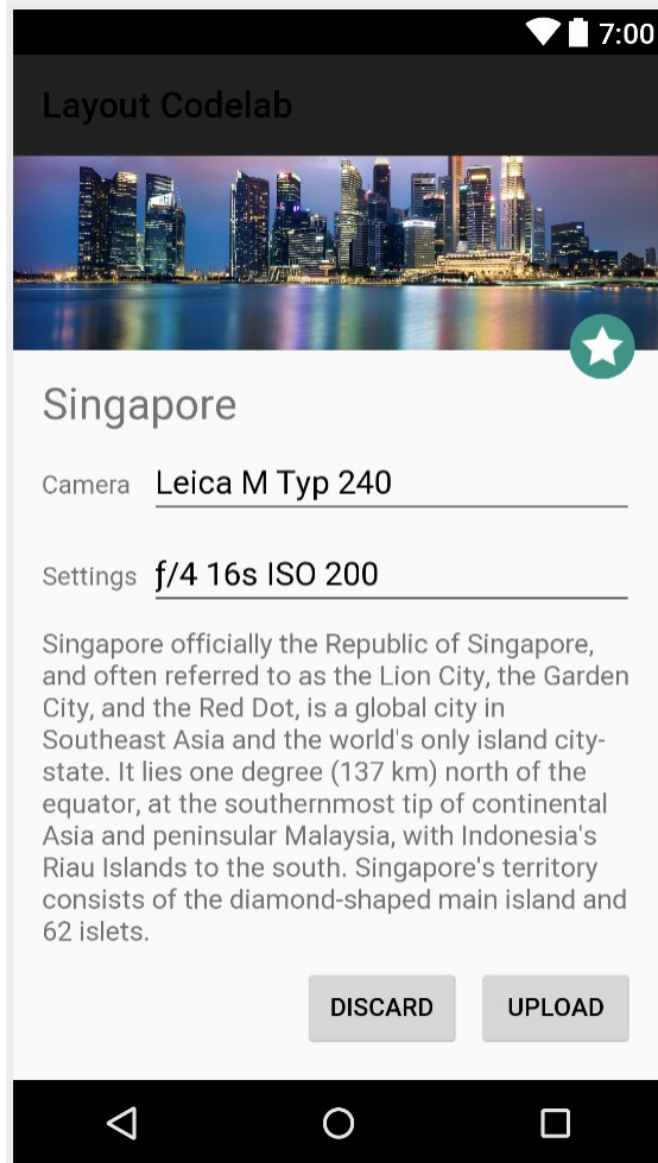 7:00
Layout Codelab
Singapore
Camera Leica M Typ 240
Settings ƒ/4 16s ISO 200
Singapore officially the Republic of Singapore,
and often referred to as the Lion City, the Garden
City, and the Red Dot, is a global city in
Southeast Asia and the world's only island city-
state. It lies one degree (137 km) north of the
equator, at the southernmost tip of continental
Asia and peninsular Malaysia, with Indonesia's
Riau Islands to the south. Singapore's territory
consists of the diamond-shaped main island and
62 islets.
DISCARD UPLOAD